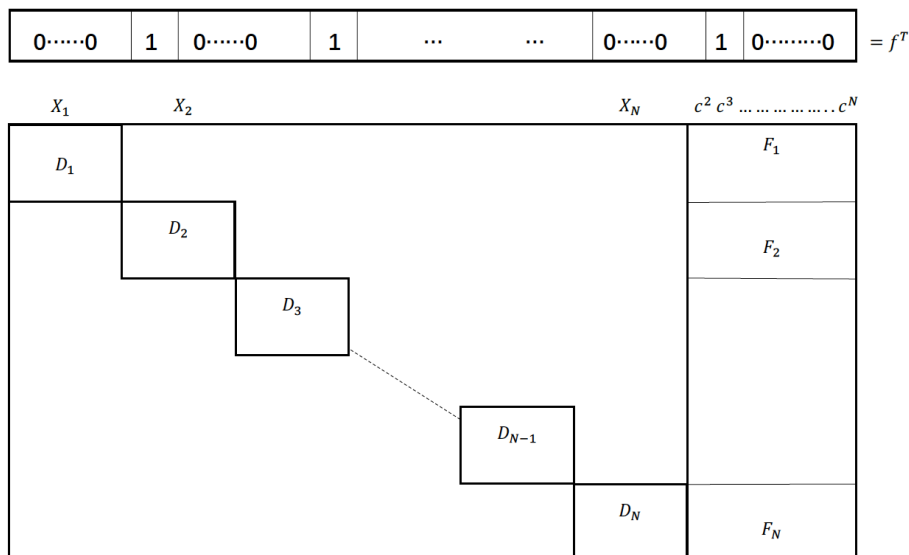 0……0 1 0……0 1 … … 0……0 1 0………0 = f^T
X_1 X_2 X_N c^2 c^3 … … … … … . . c^N
D_1 F_1
D_2 F_2
D_3
D_{N−1}
D_N F_N